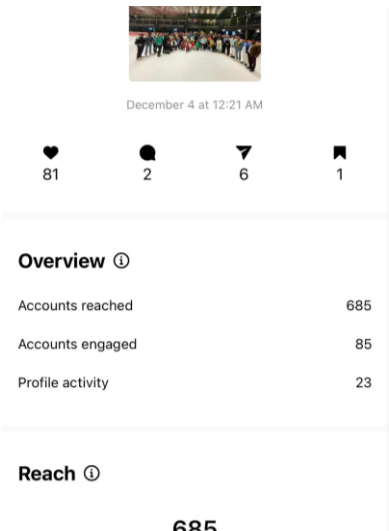 December 4 at 12:21 AM
81 2 6 1
Overview
Accounts reached 685
Accounts engaged 85
Profile activity 23
Reach
685